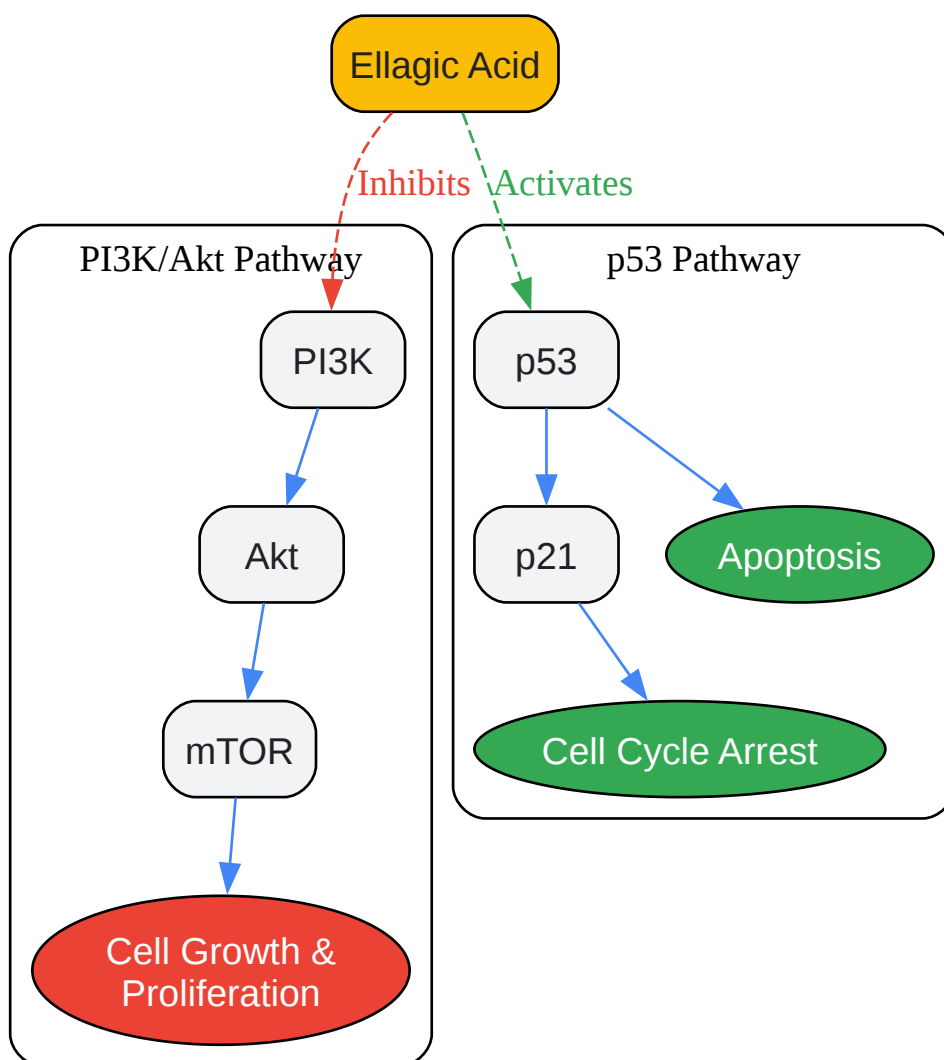 Ellagic Acid
Inhibits
Activates
PI3K/Akt Pathway
p53 Pathway
PI3K
p53
Akt
p21
Apoptosis
mTOR
Cell Cycle Arrest
Cell Growth &
Proliferation